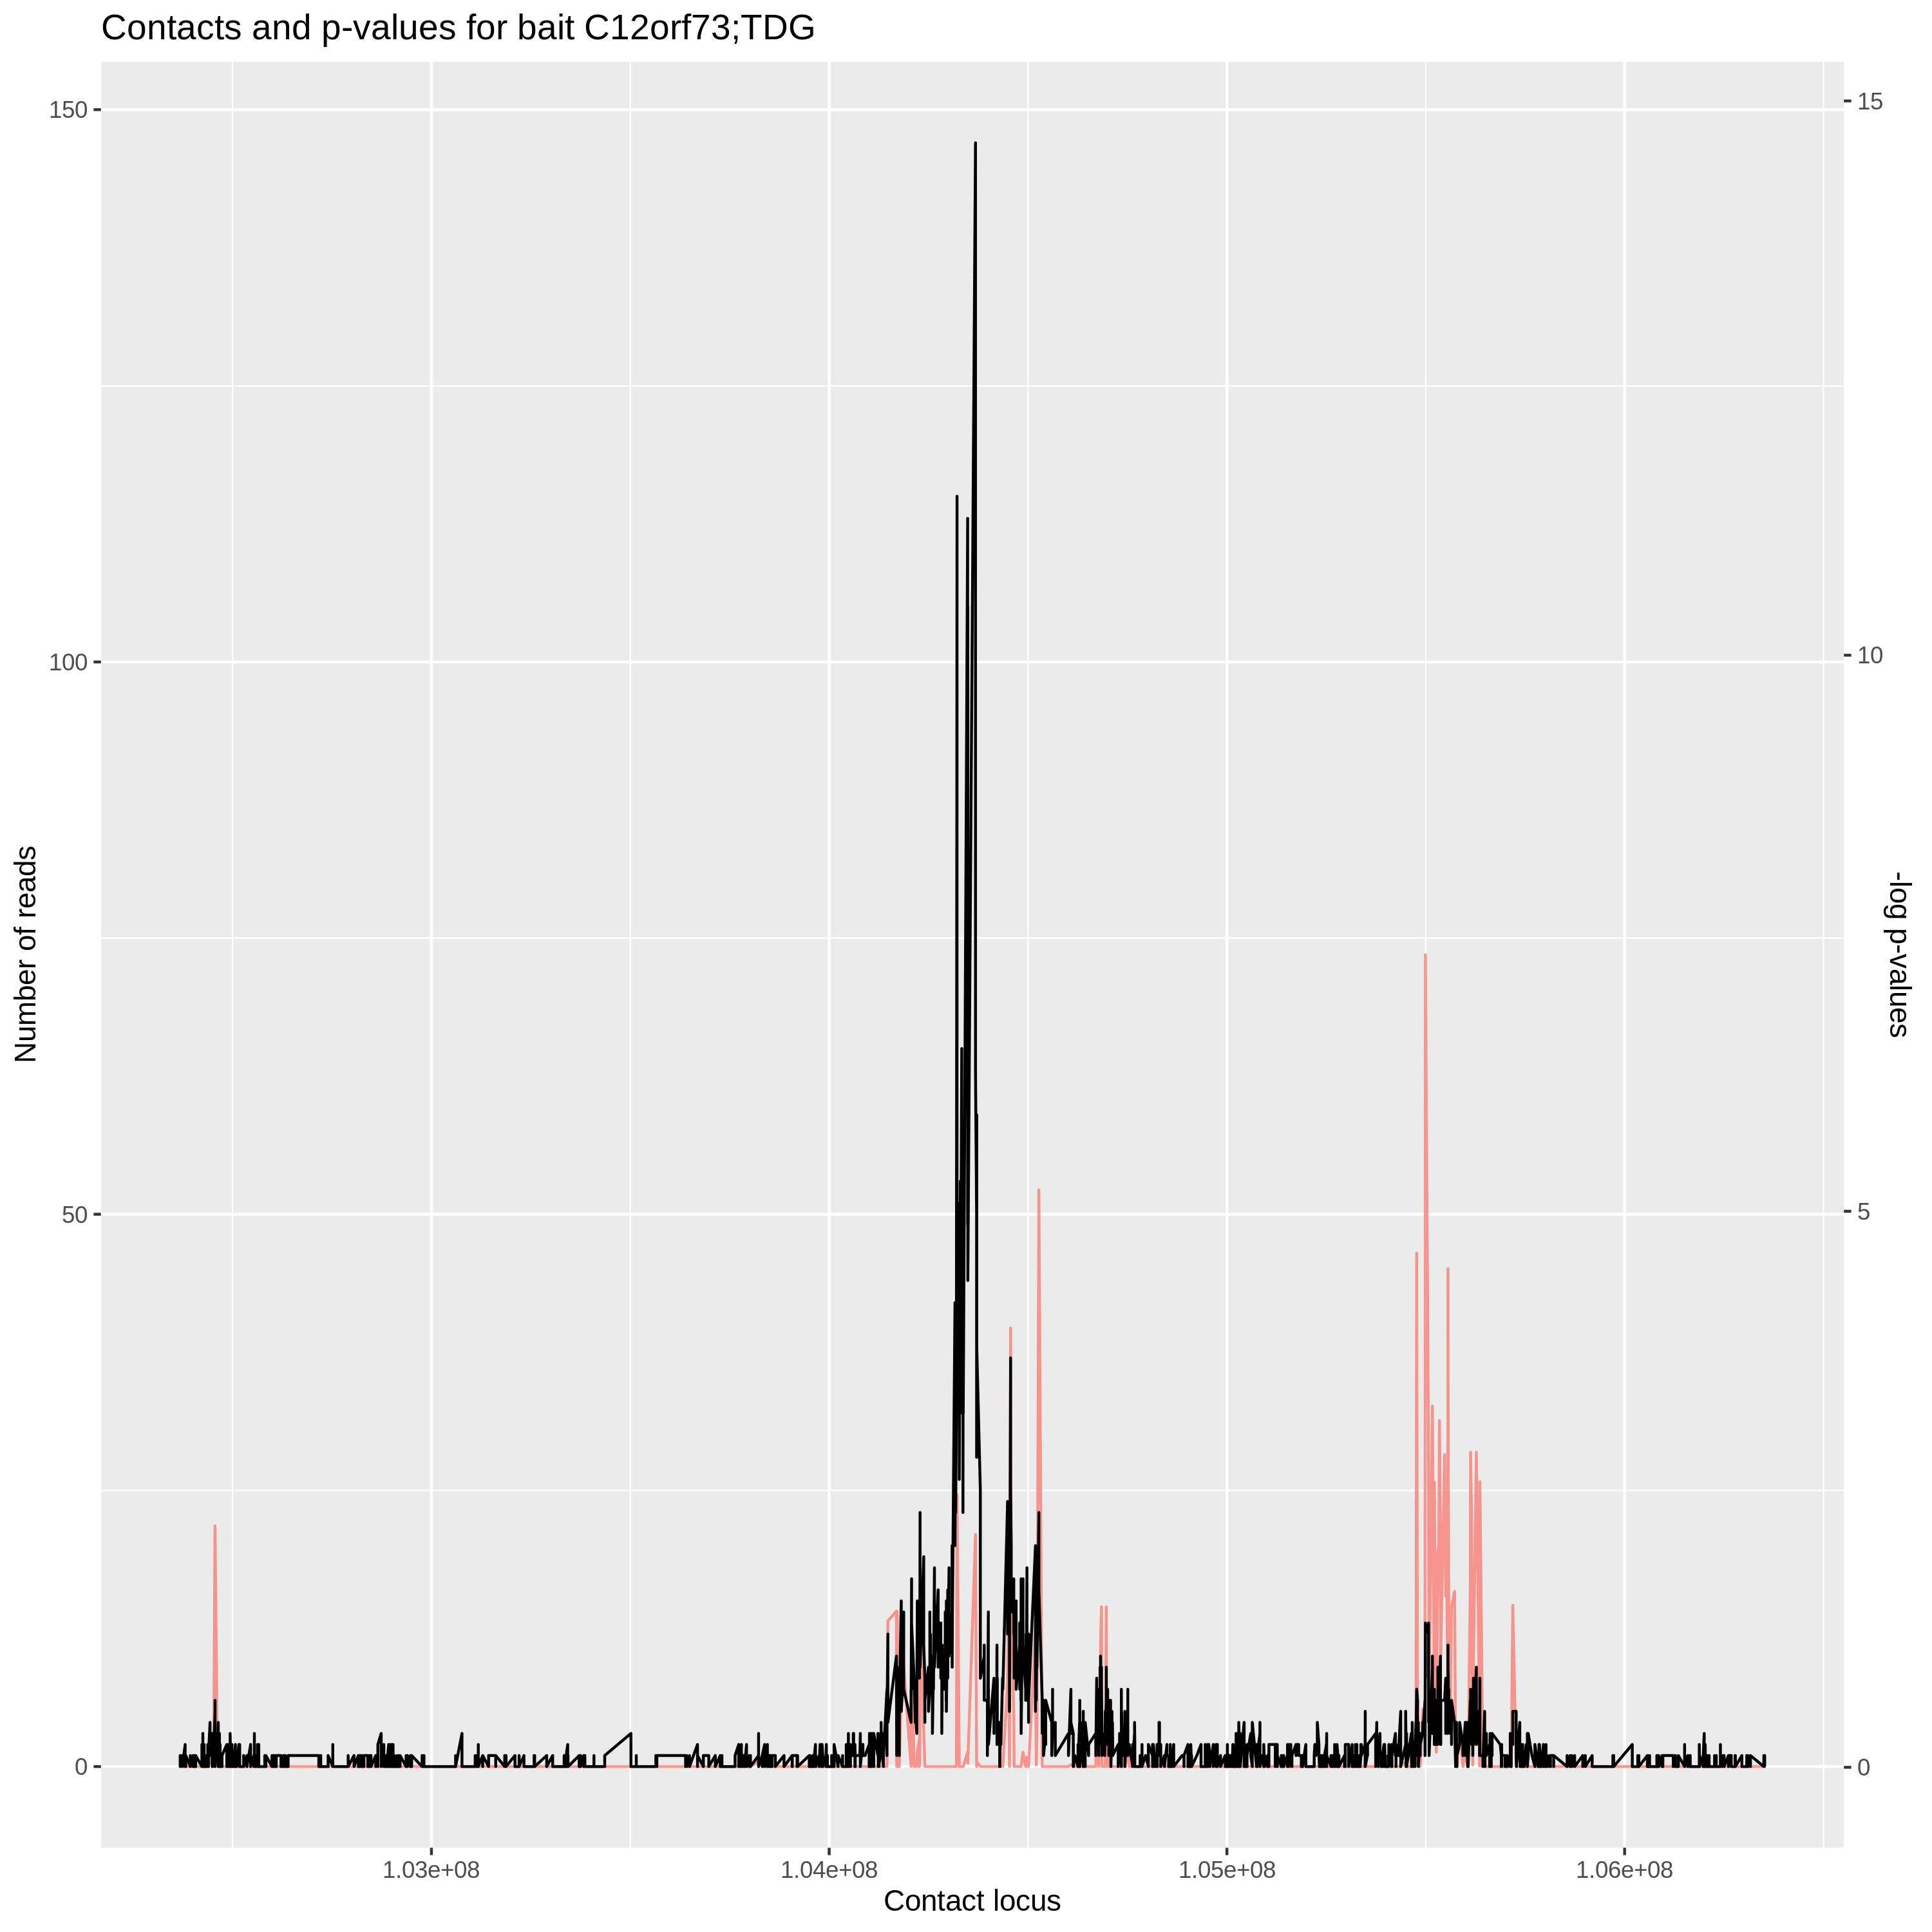 Contacts and p-values for bait C12orf73;TDG
150
100
50
0
Number of reads
15
10
5
0
-log p-values
1.03e+08
1.04e+08
1.05e+08
1.06e+08
Contact locus